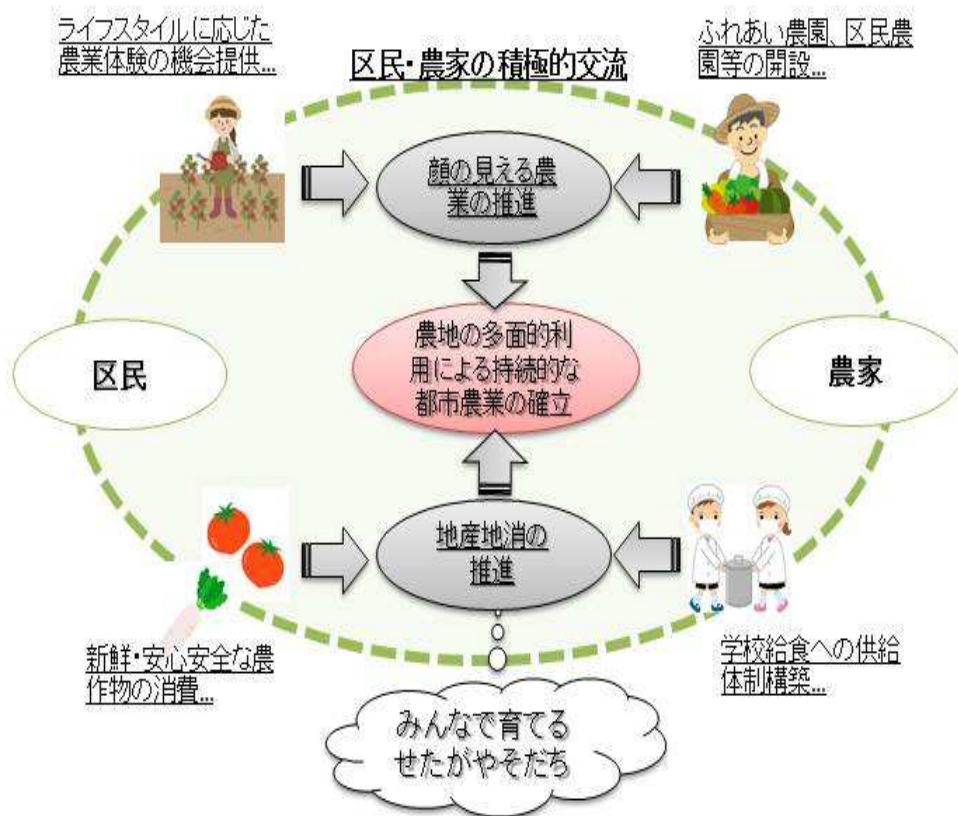 ライフスタイルに応じた
農業体験の機会提供...
区民・農家の積極的交流
ふれあい農園、区民農
園等の開設...
顔の見える農
業の推進
区民
農地の多面的利
用による持続的な
都市農業の確立
農家
地産地消の
推進
新鮮・安心安全な農
作物の消費...
学校給食への供給
体制構築...
みんなで育てる
せたがやそだち